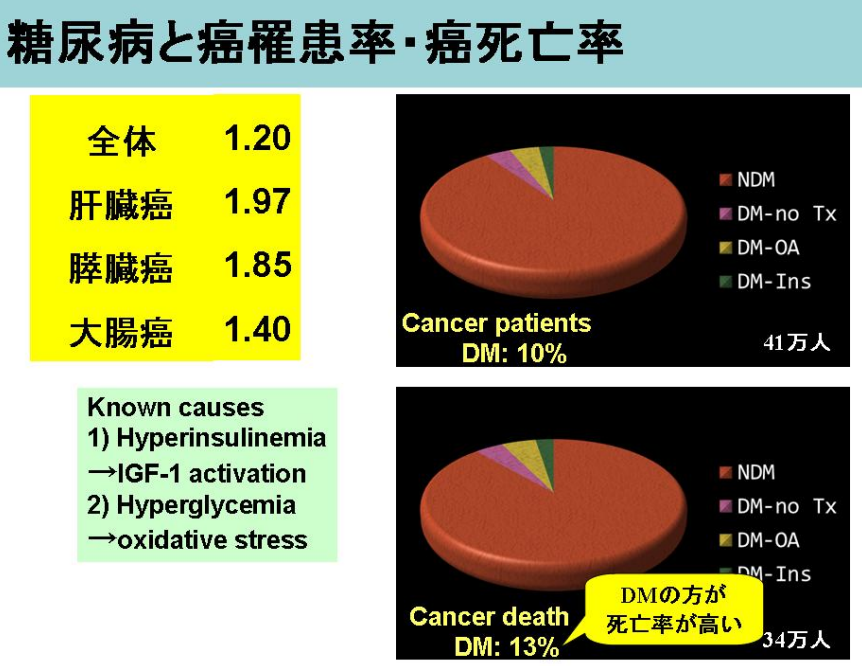 糖尿病と癌罹患率・癌死亡率
全体 1.20
肝臓癌 1.97
膵臓癌 1.85
大腸癌 1.40
Known causes
1) Hyperinsulinemia
→IGF-1 activation
2) Hyperglycemia
→oxidative stress
NDM
DM-no Tx
DM-OA
DM-Ins
Cancer patients
DM: 10%
41万人
NDM
DM-no Tx
DM-OA
DM-Ins
Cancer death
DM: 13%
DMの方が
死亡率が高い
34万人